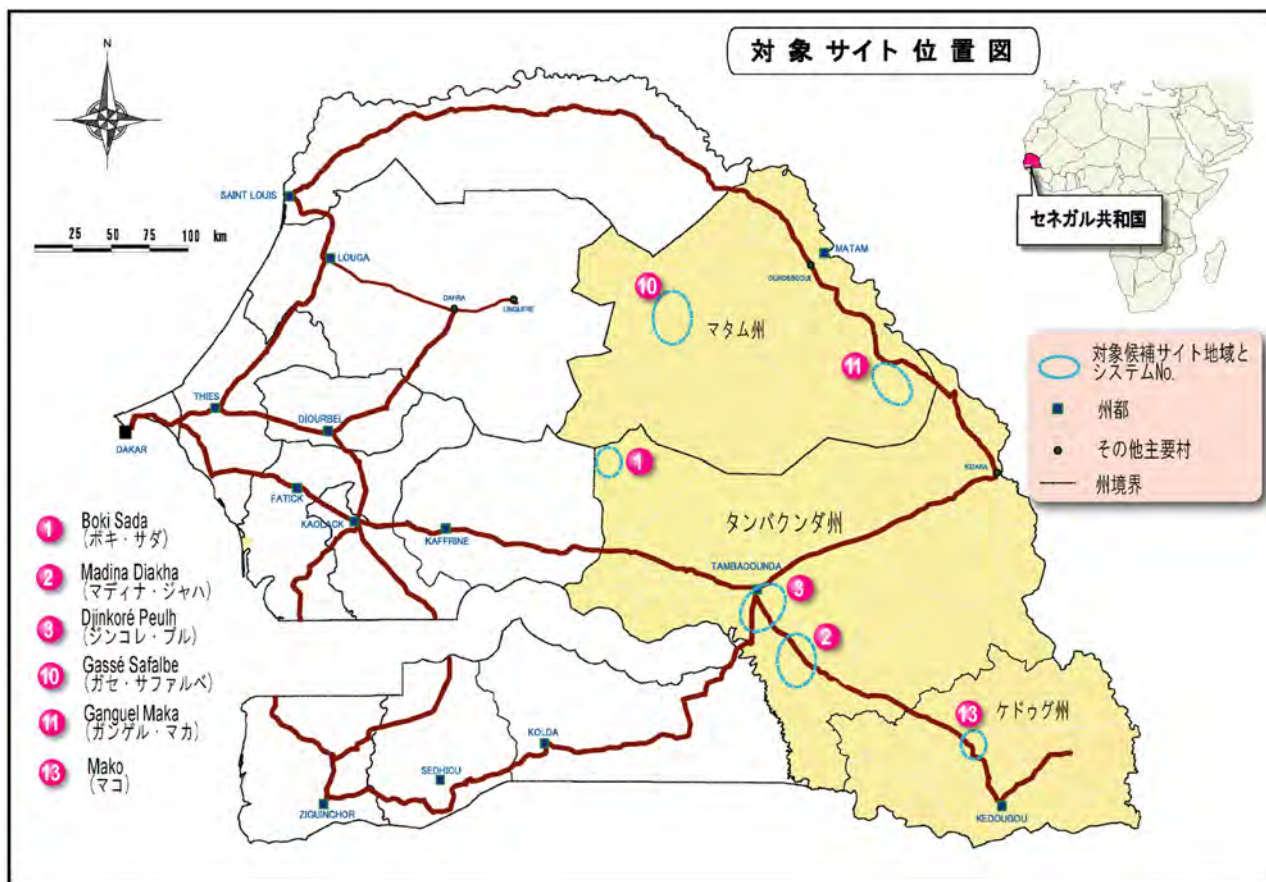 対象サイト位置図
N
SAINT LOUIS
25 50 75 100 km
LOUGA
DAHRA
LINGUERE
MATAM
10
マタム州
11
セネガル共和国
対象候補サイト地域と
システムNo.
州都
その他主要村
州境界
THIES
DIOURBEL
DAKAR
1
KIDIRA
FATICK
KAOLACK
KAFFRINE
タンバクンダ州
TAMBACOUNDA
3
2
ケドゥグ州
13
KOLDA
SEDHIOU
ZIGUINCHOR
KEDOUGOU
1 Boki Sada
(ボキ・サダ)
2 Madina Diakha
(マディナ・ジャハ)
3 Djinkoré Peulh
(ジンコレ・プル)
10 Gassé Safalbe
(ガセ・サファルベ)
11 Ganguel Maka
(ガンゲル・マカ)
13 Mako
(マコ)